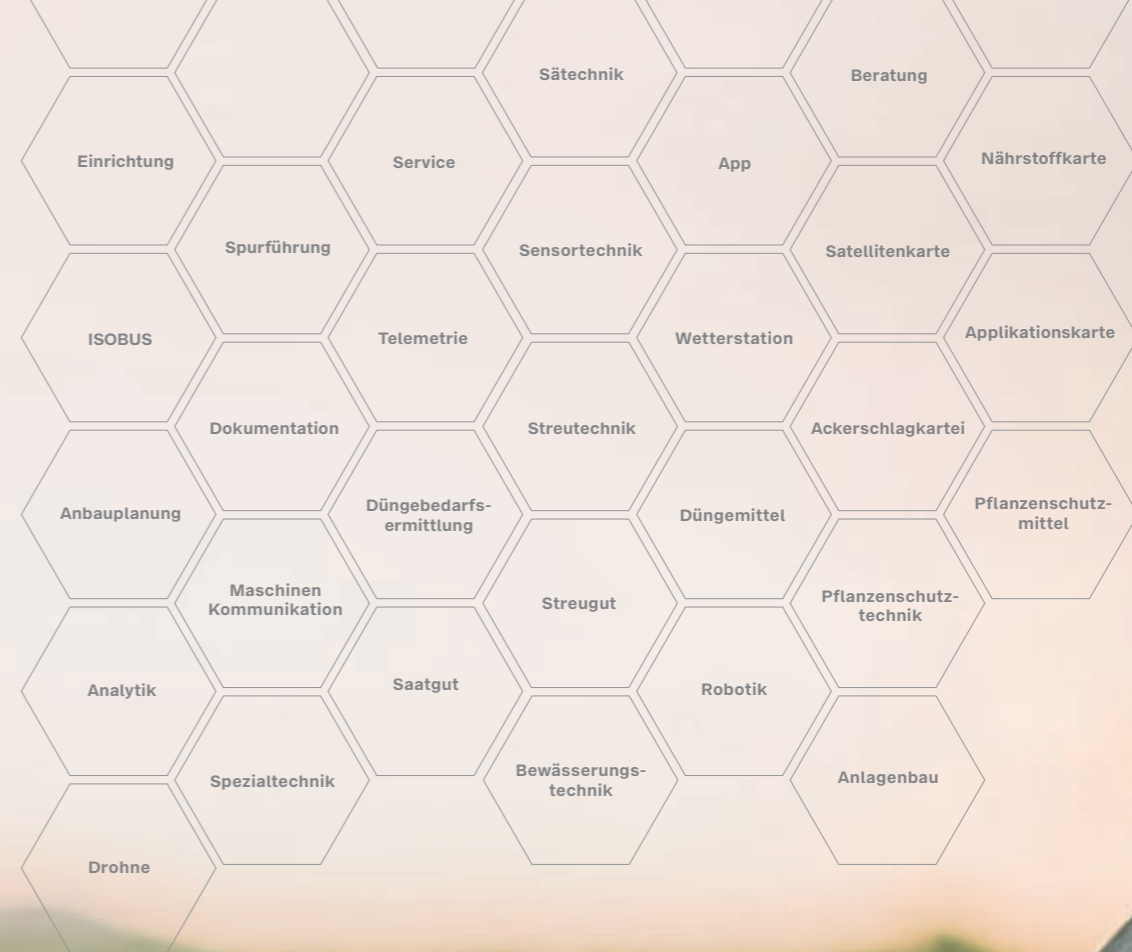 Sätechnik
Beratung
Einrichtung
Service
App
Nährstoffkarte
Spurführung
Sensortechnik
Satellitenkarte
ISOBUS
Telemetrie
Wetterstation
Applikationskarte
Dokumentation
Streutechnik
Ackerschlagkartei
Anbauplanung
Düngebedarfs-
ermittlung
Düngemittel
Pflanzenschutz-
mittel
Maschinen
Kommunikation
Streugut
Pflanzenschutz-
technik
Analytik
Saatgut
Robotik
Spezialtechnik
Bewässerungs-
technik
Anlagenbau
Drohne